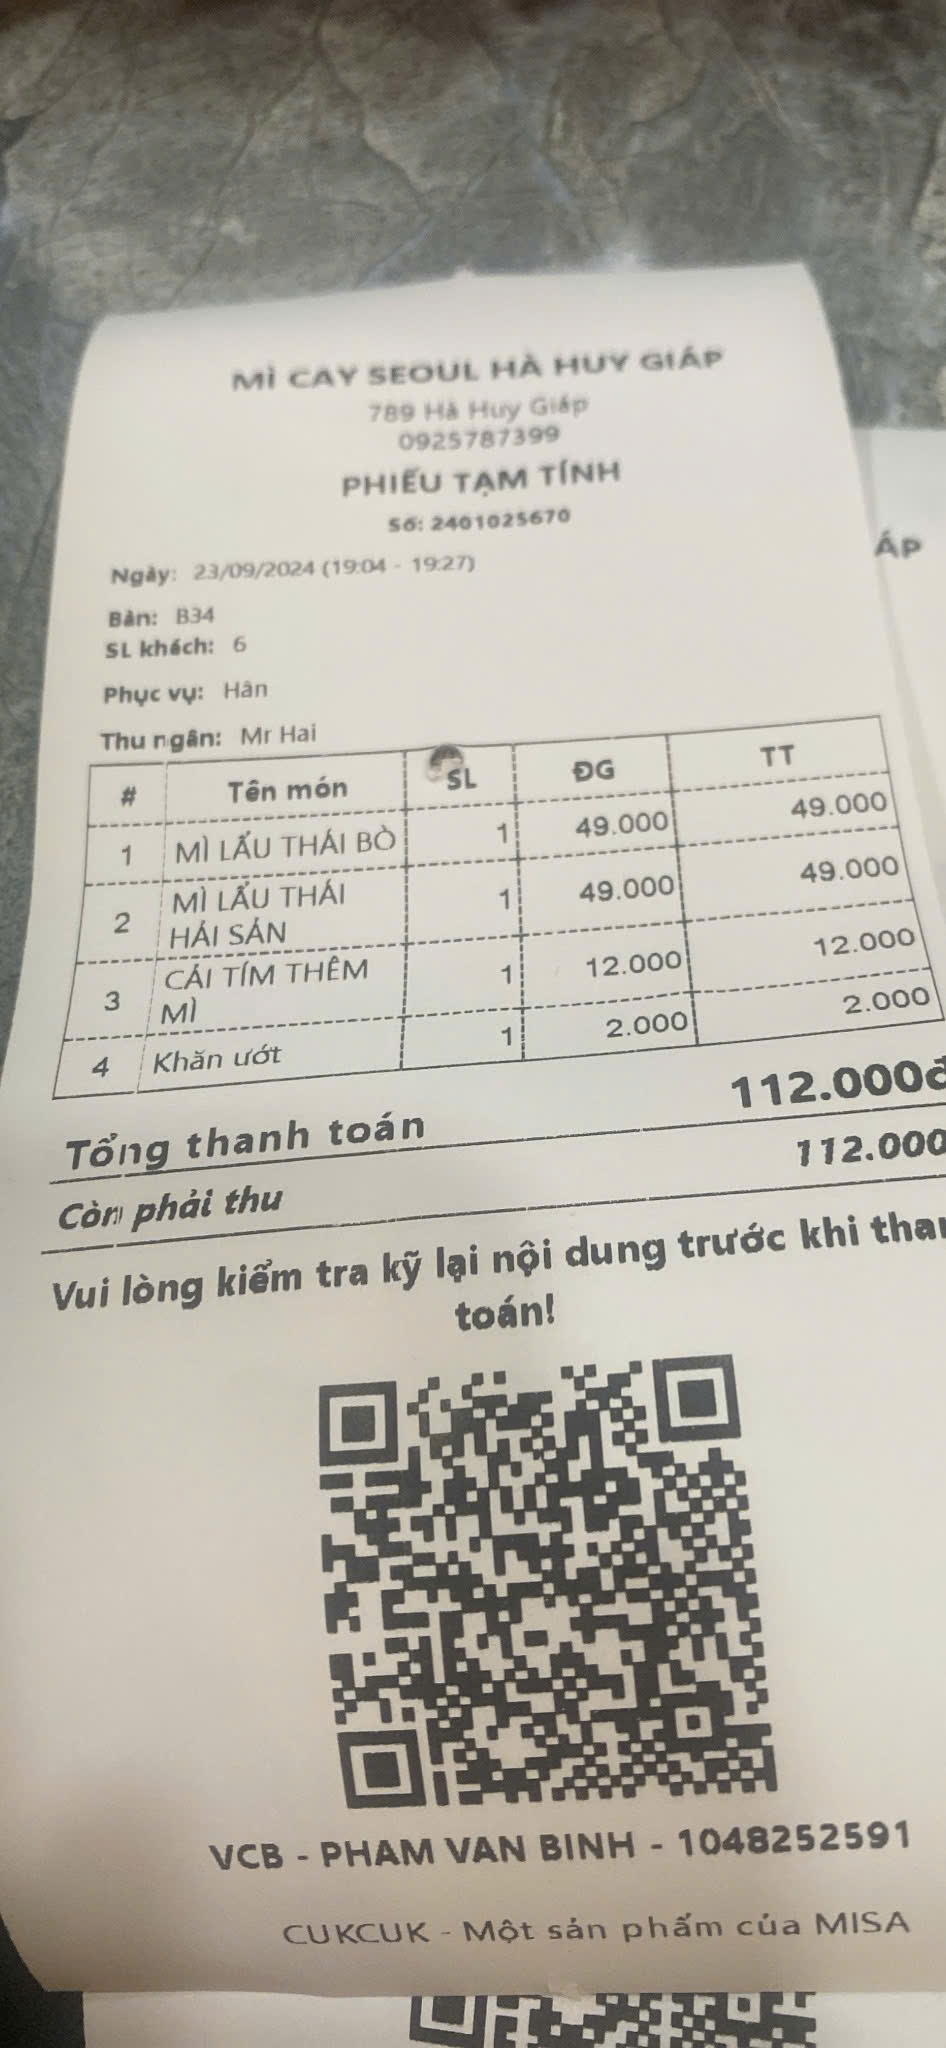 MÌ CAY SEOUL HÀ HUY GIÁP
789 Hà Huy Giáp
0925787399
PHIẾU TẠM TÍNH
Số: 2401025670
ÁP
Ngày: 23/09/2024 (19:04 - 19:27)
Bàn: B34
SL khách: 6
Phục vụ: Hân
Thu ngân: Mr Hai
# Tên món SL ĐG TT
1 MÌ LẨU THÁI BÒ 1 49.000 49.000
2 MÌ LẨU THÁI HẢI SẢN 1 49.000 49.000
3 CẢI TÍM THÊM MÌ 1 12.000 12.000
4 Khăn ướt 1 2.000 2.000
Tổng thanh toán 112.000đ
Còn phải thu 112.000
Vui lòng kiểm tra kỹ lại nội dung trước khi than
toán!
VCB - PHAM VAN BINH - 1048252591
CUKCUK - Một sản phẩm của MISA